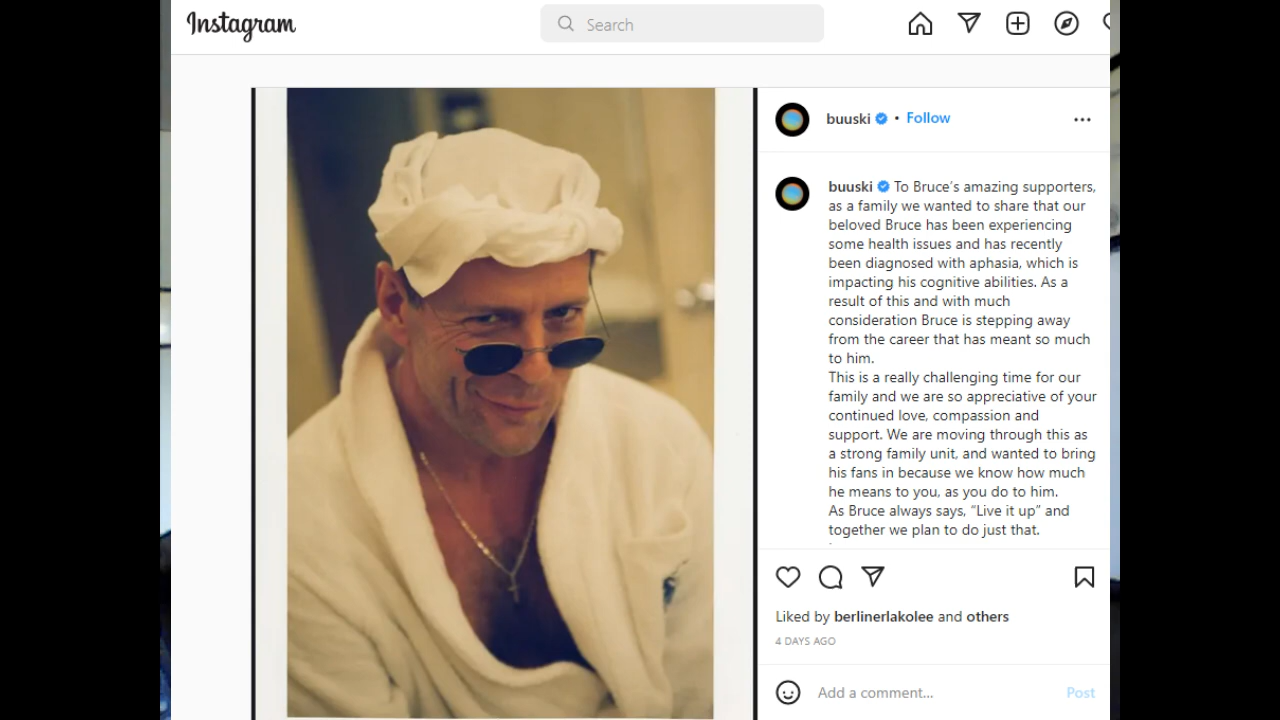 Instagram
Search
buuski • Follow
buuski To Bruce's amazing supporters,
as a family we wanted to share that our
beloved Bruce has been experiencing
some health issues and has recently
been diagnosed with aphasia, which is
impacting his cognitive abilities. As a
result of this and with much
consideration Bruce is stepping away
from the career that has meant so much
to him.
This is a really challenging time for our
family and we are so appreciative of your
continued love, compassion and
support. We are moving through this as
a strong family unit, and wanted to bring
his fans in because we know how much
he means to you, as you do to him.
As Bruce always says, “Live it up” and
together we plan to do just that.
Liked by berlinerlakolee and others
4 DAYS AGO
Add a comment...
Post